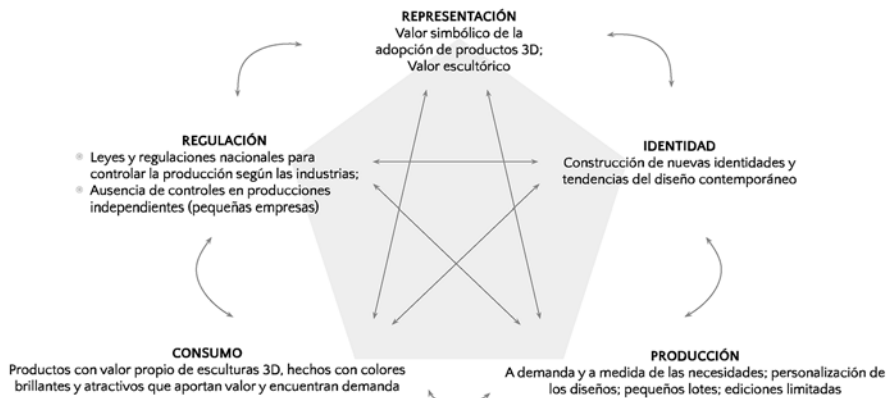 REPRESENTACIÓN
Valor simbólico de la
adopción de productos 3D;
Valor escultórico
REGULACIÓN
Leyes y regulaciones nacionales para
controlar la producción según las industrias;
Ausencia de controles en producciones
independientes (pequeñas empresas)
IDENTIDAD
Construcción de nuevas identidades y
tendencias del diseño contemporáneo
CONSUMO
Productos con valor propio de esculturas 3D, hechos con colores
brillantes y atractivos que aportan valor y encuentran demanda
PRODUCCIÓN
A demanda y a medida de las necesidades; personalización de
los diseños; pequeños lotes; ediciones limitadas